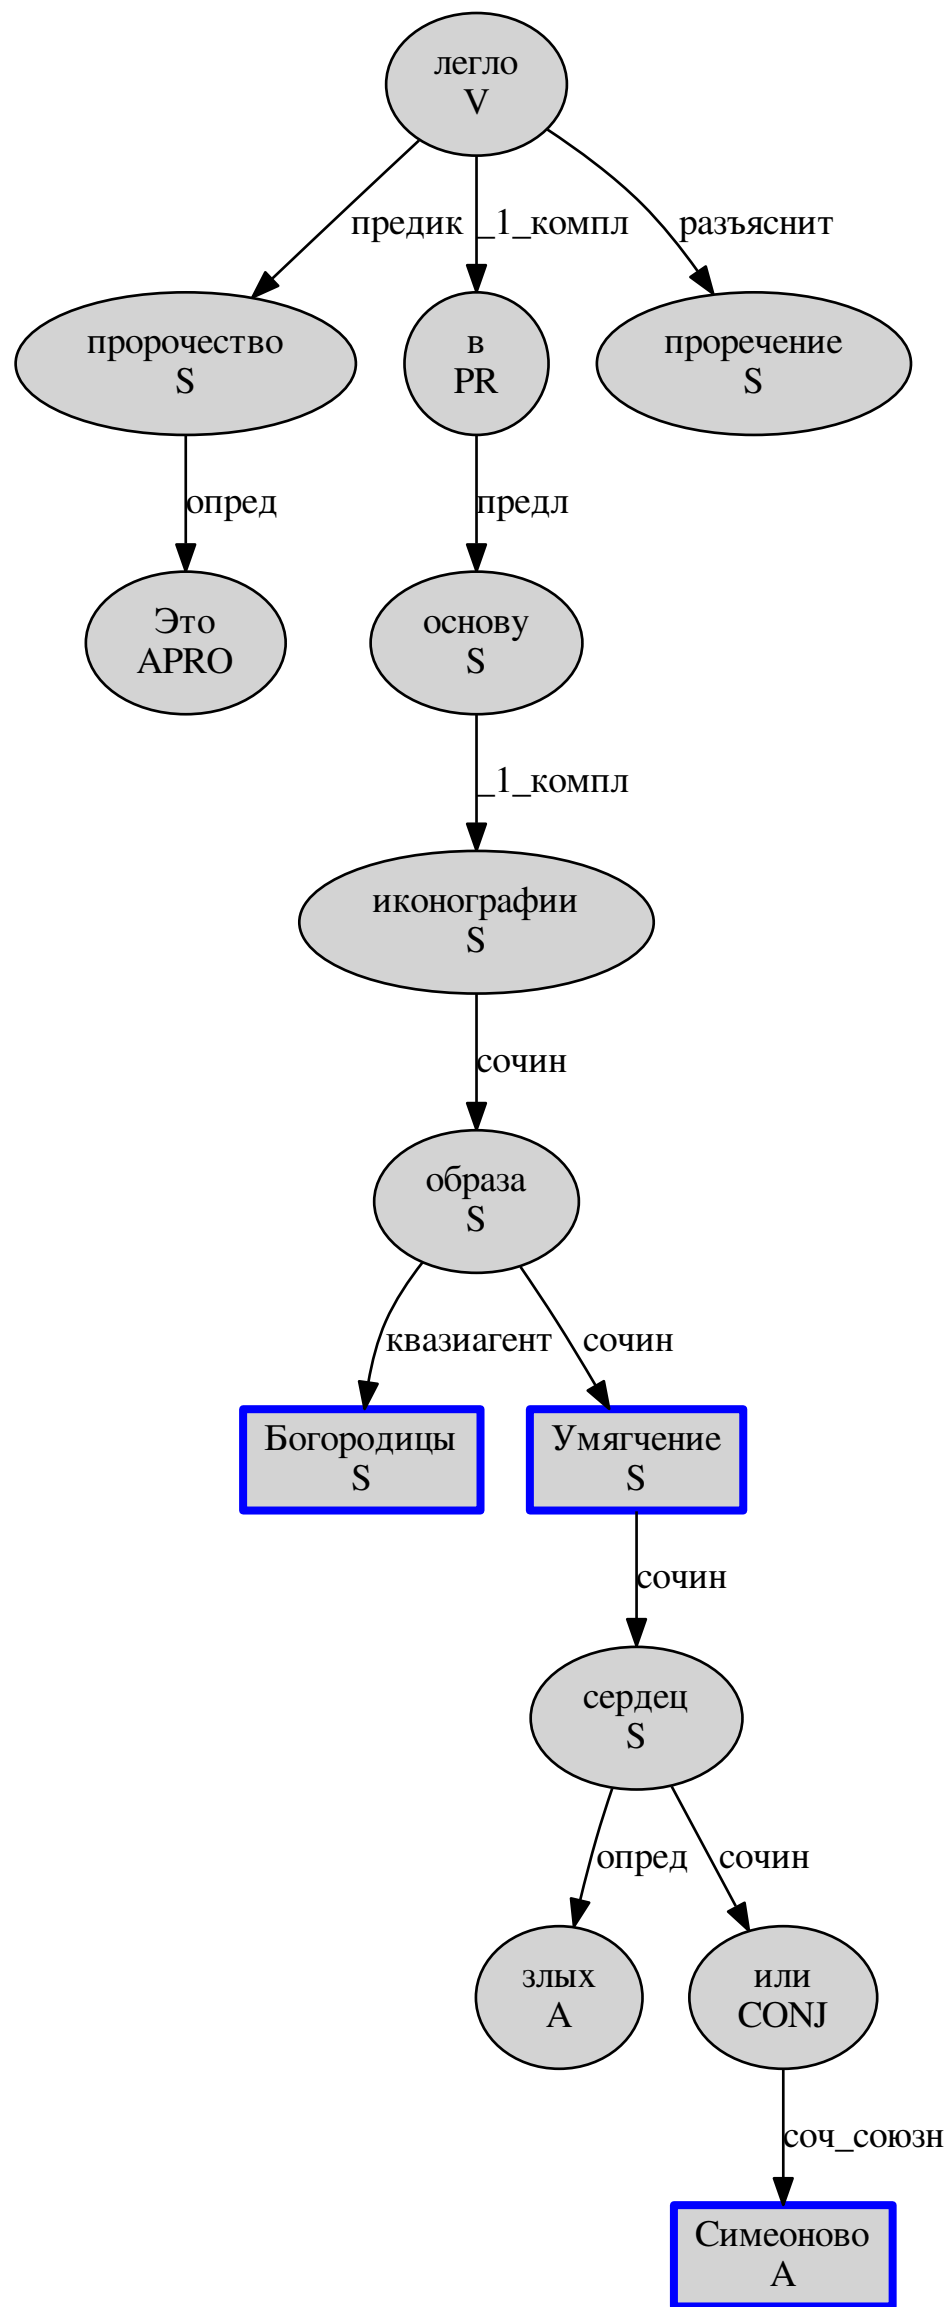 легло
V
предик
_1_компл
разъяснит
пророчество
S
в
PR
проречение
S
опред
предл
Это
APRO
основу
S
_1_компл
иконографии
S
сочин
образа
S
квазиагент
сочин
Богородицы
S
Умягчение
S
сочин
сердец
S
опред
сочин
злых
A
или
CONJ
соч_союзн
Симеоново
A